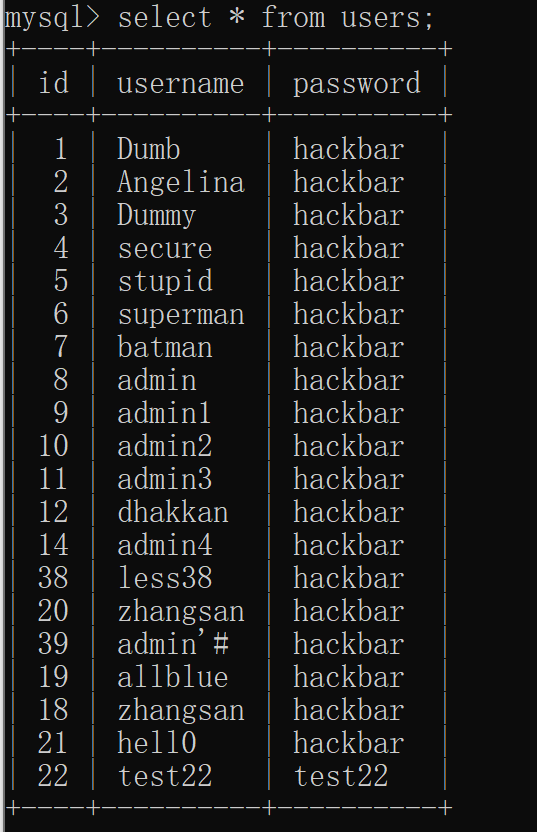 mysql> select * from users;
+----+-----------+----------+
| id | username | password |
+----+-----------+----------+
| 1 | Dumb | hackbar |
| 2 | Angelina | hackbar |
| 3 | Dummy | hackbar |
| 4 | secure | hackbar |
| 5 | stupid | hackbar |
| 6 | superman | hackbar |
| 7 | batman | hackbar |
| 8 | admin | hackbar |
| 9 | admin1 | hackbar |
| 10 | admin2 | hackbar |
| 11 | admin3 | hackbar |
| 12 | dhakkan | hackbar |
| 14 | admin4 | hackbar |
| 38 | less38 | hackbar |
| 20 | zhangsan | hackbar |
| 39 | admin'# | hackbar |
| 19 | allblue | hackbar |
| 18 | zhangsan | hackbar |
| 21 | hell0 | hackbar |
| 22 | test22 | test22 |
+----+-----------+----------+